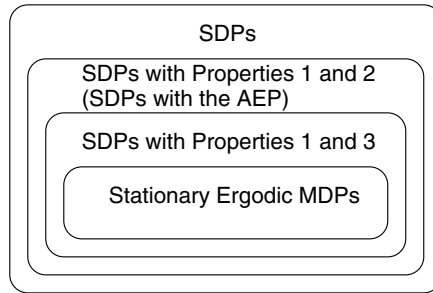 SDPs
SDPs with Properties 1 and 2
(SDPs with the AEP)
SDPs with Properties 1 and 3
Stationary Ergodic MDPs